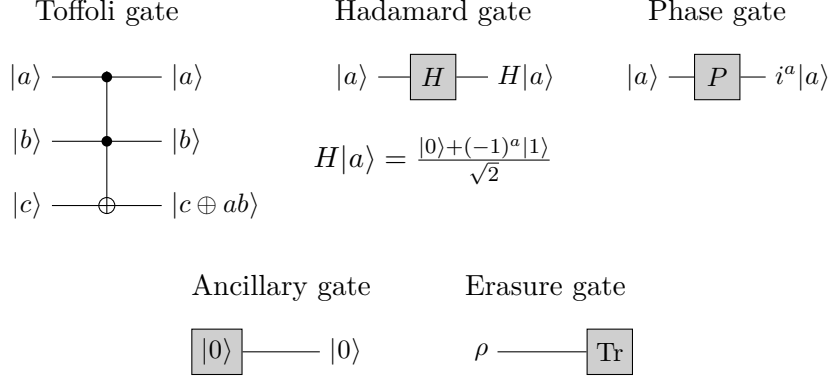 Toffoli gate
Hadamard gate
Phase gate
|a⟩ |a⟩
|b⟩ |b⟩
|c⟩ |c ⊕ ab⟩
|a⟩ H H|a⟩
H|a⟩ = |0⟩+(−1)^a|1⟩ / √2
|a⟩ P i^a|a⟩
Ancillary gate
Erasure gate
|0⟩ |0⟩
ρ Tr